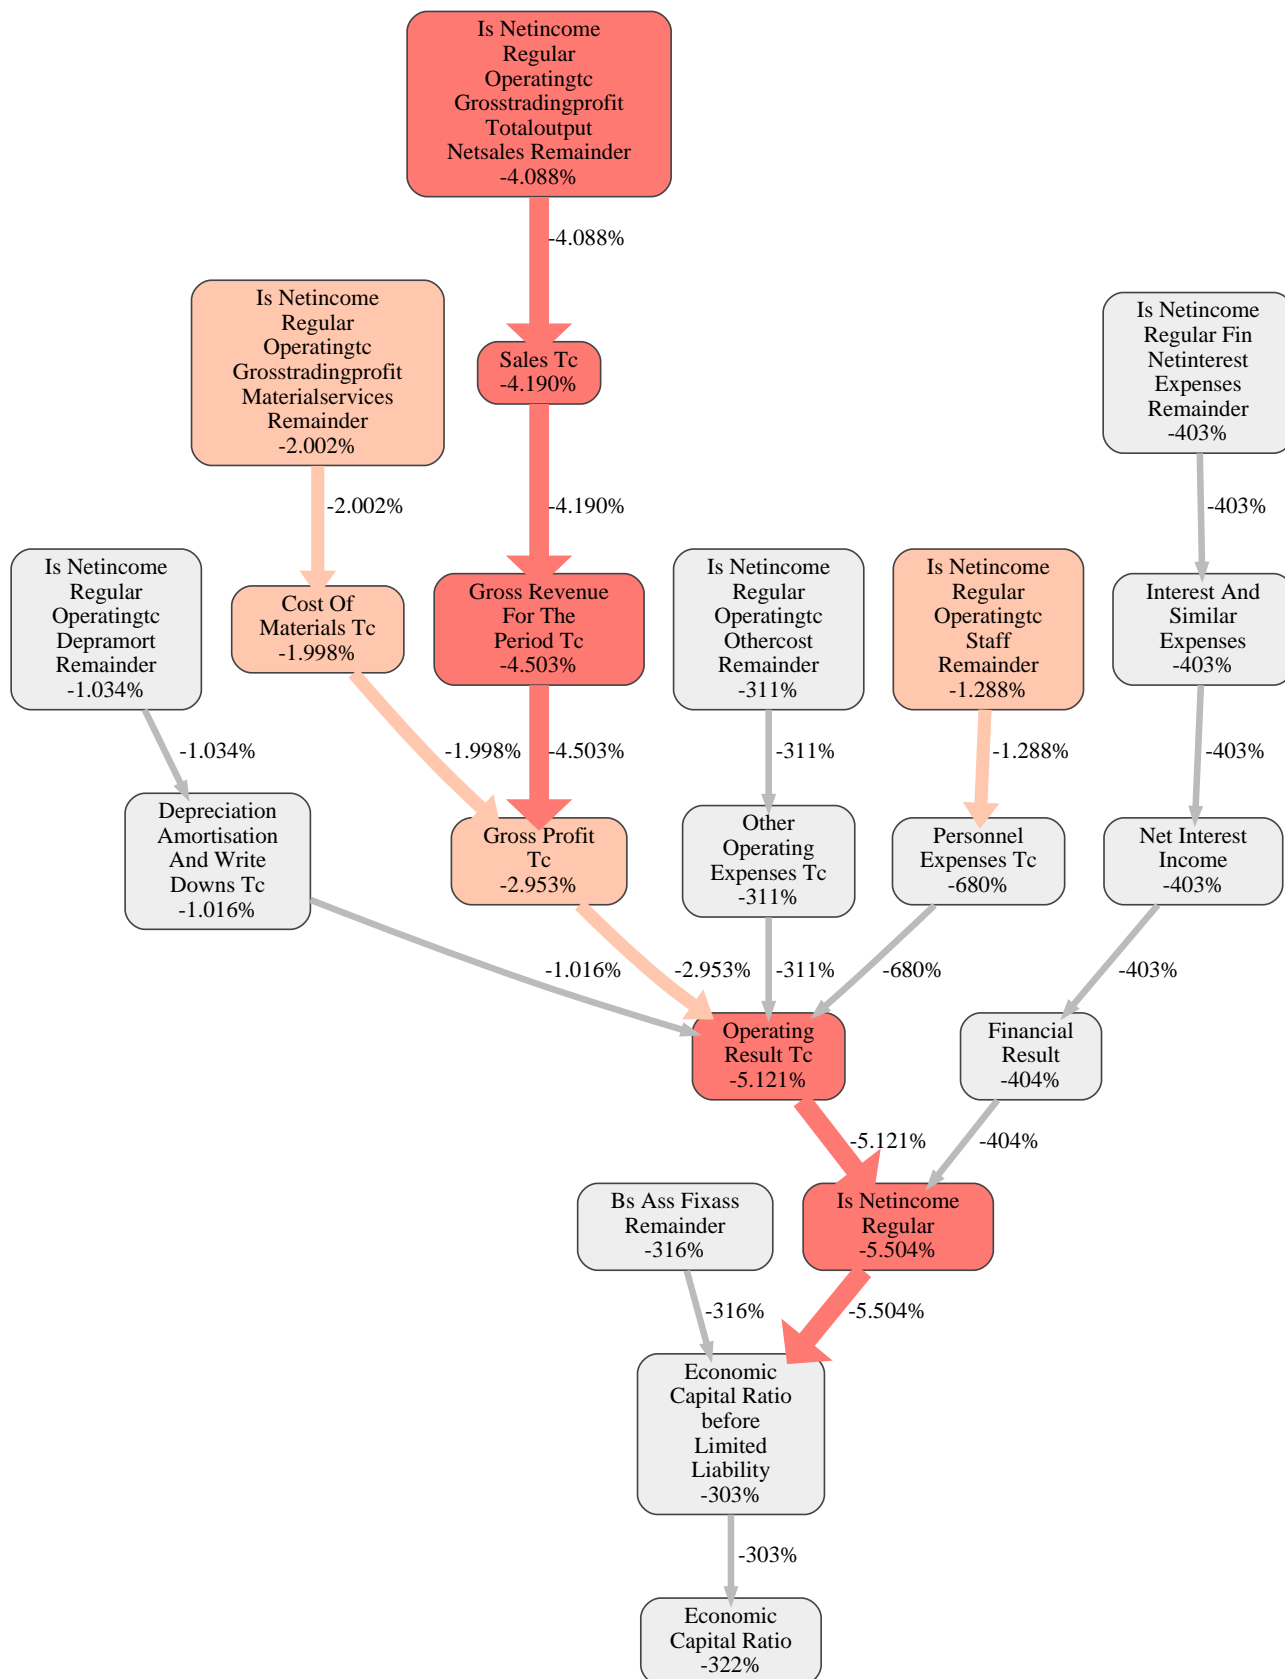 Is Netincome
Regular
Operatingtc
Grosstradingprofit
Totaloutput
Netsales Remainder
-4.088%
-4.088%
Is Netincome
Regular
Operatingtc
Grosstradingprofit
Materialservices
Remainder
-2.002%
Sales Tc
-4.190%
Is Netincome
Regular Fin
Netinterest
Expenses
Remainder
-403%
-2.002%
-4.190%
-403%
Is Netincome
Regular
Operatingtc
Depramort
Remainder
-1.034%
Cost Of
Materials Tc
-1.998%
Gross Revenue
For The
Period Tc
-4.503%
Is Netincome
Regular
Operatingtc
Othercost
Remainder
-311%
Is Netincome
Regular
Operatingtc
Staff
Remainder
-1.288%
Interest And
Similar
Expenses
-403%
-1.034%
-1.998%
-4.503%
-311%
-1.288%
-403%
Depreciation
Amortisation
And Write
Downs Tc
-1.016%
Gross Profit
Tc
-2.953%
Other
Operating
Expenses Tc
-311%
Personnel
Expenses Tc
-680%
Net Interest
Income
-403%
-1.016%
-2.953%
-311%
-680%
-403%
Operating
Result Tc
-5.121%
Financial
Result
-404%
-5.121%
-404%
Bs Ass Fixass
Remainder
-316%
Is Netincome
Regular
-5.504%
-316%
-5.504%
Economic
Capital Ratio
before
Limited
Liability
-303%
-303%
Economic
Capital Ratio
-322%